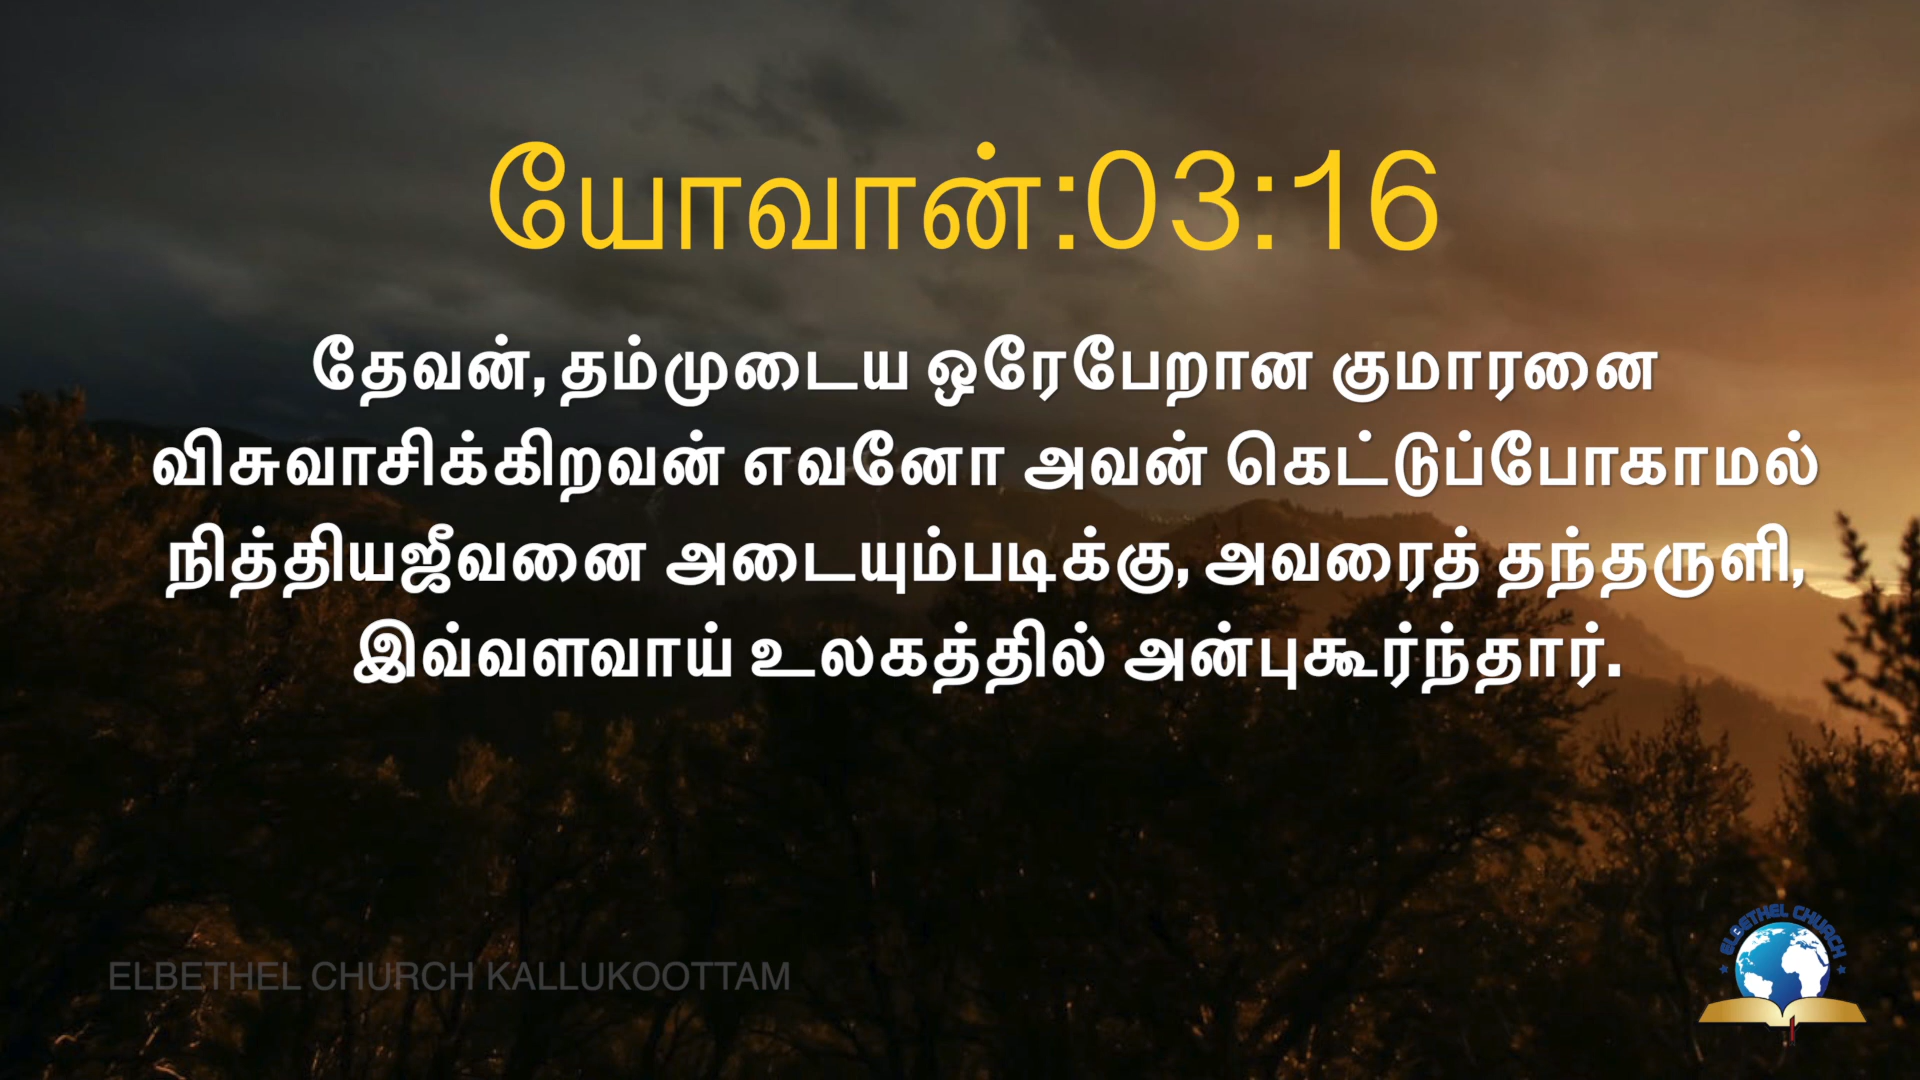 யோவான்:03:16
தேவன், தம்முடைய ஒரேபேறான குமாரனை
விசுவாசிக்கிறவன் எவனோ அவன் கெட்டுப்போகாமல்
நித்தியஜீவனை அடையும்படிக்கு, அவரைத் தந்தருளி,
இவ்வளவாய் உலகத்தில் அன்புகூர்ந்தார்.
ELBETHEL CHURCH
ELBETHEL CHURCH KALLUKOOTTAM